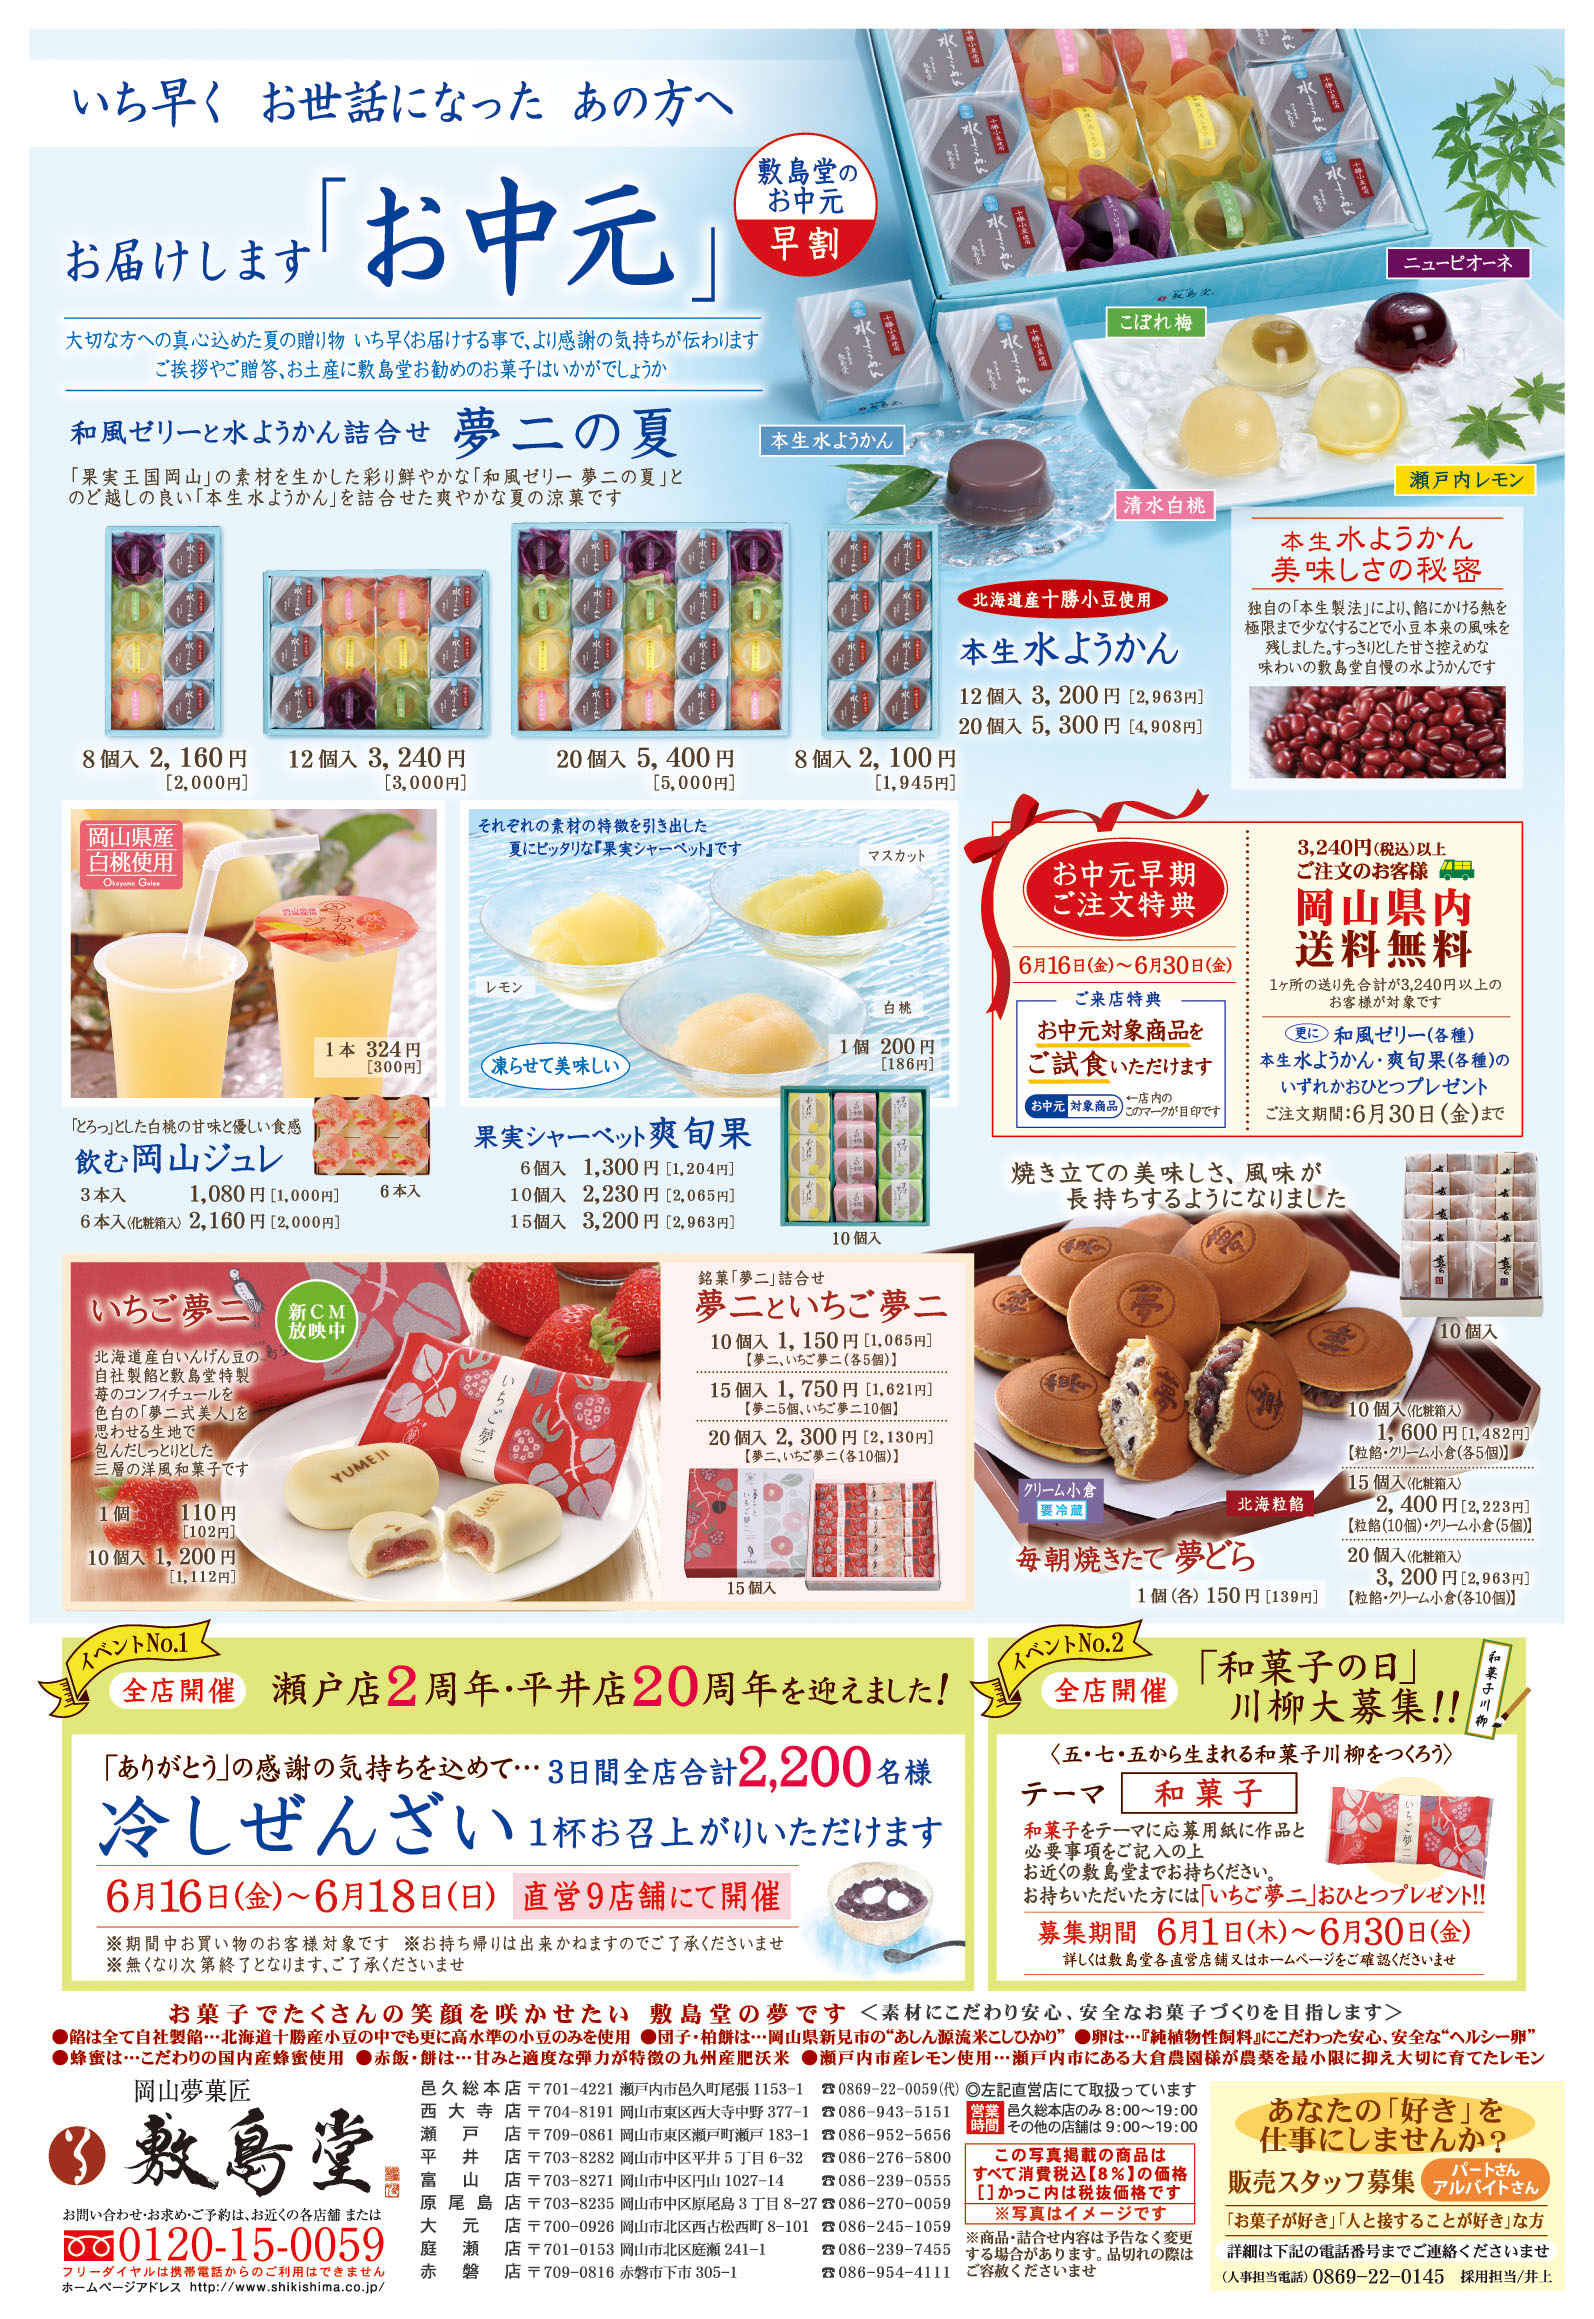 いち早く お世話になった あの方へ
お届けします「お中元」
敷島堂の
お中元
早割
大切な方への真心込めた夏の贈り物 いち早くお届けする事で、より感謝の気持ちが伝わります
ご挨拶やご贈答、お土産に敷島堂お勧めのお菓子はいかがでしょうか
和風ゼリーと水ようかん詰合せ 夢二の夏
「果実王国岡山」の素材を生かした彩り鮮やかな「和風ゼリー 夢二の夏」と
のど越しの良い「本生水ようかん」を詰合せた爽やかな夏の涼菓です
ニューピオーネ
こぼれ梅
本生水ようかん
清水白桃
瀬戸内レモン
8個入 2,160円
[2,000円]
12個入 3,240円
[3,000円]
20個入 5,400円
[5,000円]
8個入 2,100円
[1,945円]
北海道産十勝小豆使用
本生水ようかん
12個入 3,200円[2,963円]
20個入 5,300円[4,908円]
本生水ようかん
美味しさの秘密
独自の「本生製法」により、餡にかける熱を
極限まで少なくすることで小豆本来の風味を
残しました。すっきりとした甘さ控えめな
味わいの敷島堂自慢の水ようかんです
岡山県産
白桃使用
Okayama Gelee
1本 324円
[300円]
「とろっ」とした白桃の甘味と優しい食感
飲む岡山ジュレ
3本入 1,080円[1,000円]
6本入〈化粧箱入〉 2,160円[2,000円]
6本入
それぞれの素材の特徴を引き出した
夏にピッタリな『果実シャーベット』です
マスカット
レモン
白桃
凍らせて美味しい
1個 200円
[186円]
果実シャーベット爽旬果
6個入 1,300円[1,204円]
10個入 2,230円[2,065円]
15個入 3,200円[2,963円]
10個入
お中元早期
ご注文特典
6月16日(金)～6月30日(金)
ご来店特典
お中元対象商品を
ご試食いただけます
お中元 対象商品 ←店内の
このマークが目印です
3,240円(税込)以上
ご注文のお客様
岡山県内
送料無料
1ヶ所の送り先合計が3,240円以上の
お客様が対象です
更に 和風ゼリー(各種)
本生水ようかん・爽旬果(各種)の
いずれかおひとつプレゼント
ご注文期間:6月30日(金)まで
いちご夢二
新CM
放映中
北海道産白いんげん豆の
自社製餡と敷島堂特製
苺のコンフィチュールを
色白の「夢二式美人」を
思わせる生地で
包んだしっとりとした
三層の洋風和菓子です
1個 110円
[102円]
10個入 1,200円
[1,112円]
YUMEJI
いちご夢二
銘菓「夢二」詰合せ
夢二といちご夢二
10個入 1,150円[1,065円]
【夢二、いちご夢二(各5個)】
15個入 1,750円[1,621円]
【夢二5個、いちご夢二10個】
20個入 2,300円[2,130円]
【夢二、いちご夢二(各10個)】
15個入
焼き立ての美味しさ、風味が
長持ちするようになりました
10個入
クリーム小倉
要冷蔵
北海粒餡
毎朝焼きたて 夢どら
1個(各) 150円[139円]
10個入〈化粧箱入〉
1,600円[1,482円]
【粒餡・クリーム小倉(各5個)】
15個入〈化粧箱入〉
2,400円[2,223円]
【粒餡(10個)・クリーム小倉(5個)】
20個入〈化粧箱入〉
3,200円[2,963円]
【粒餡・クリーム小倉(各10個)】
イベントNo.1
全店開催
瀬戸店2周年・平井店20周年を迎えました!
「ありがとう」の感謝の気持ちを込めて…3日間全店合計2,200名様
冷しぜんざい1杯お召上がりいただけます
6月16日(金)～6月18日(日) 直営9店舗にて開催
※期間中お買い物のお客様対象です ※お持ち帰りは出来かねますのでご了承くださいませ
※無くなり次第終了となります、ご了承くださいませ
イベントNo.2
全店開催
「和菓子の日」
川柳大募集!!
和菓子川柳
〈五・七・五から生まれる和菓子川柳をつくろう〉
テーマ 和菓子
和菓子をテーマに応募用紙に作品と
必要事項をご記入の上
お近くの敷島堂までお持ちください。
お持ちいただいた方には「いちご夢二」おひとつプレゼント!!
いちご夢二
募集期間 6月1日(木)～6月30日(金)
詳しくは敷島堂各直営店舗又はホームページをご確認くださいませ
お菓子でたくさんの笑顔を咲かせたい 敷島堂の夢です ＜素材にこだわり安心、安全なお菓子づくりを目指します＞
●餡は全て自社製餡…北海道十勝産小豆の中でも更に高水準の小豆のみを使用 ●団子・柏餅は…岡山県新見市の“あしん源流米こしひかり” ●卵は…『純植物性飼料』にこだわった安心、安全な“ヘルシー卵”
●蜂蜜は…こだわりの国内産蜂蜜使用 ●赤飯・餅は…甘みと適度な弾力が特徴の九州産肥沃米 ●瀬戸内市産レモン使用…瀬戸内市にある大倉農園様が農薬を最小限に抑え大切に育てたレモン
岡山夢菓匠
敷島堂
お問い合わせ・お求め・ご予約は、お近くの各店舗 または
0120-15-0059
フリーダイヤルは携帯電話からのご利用はできません
ホームページアドレス http://www.shikishima.co.jp/
邑久総本店 〒701-4221 瀬戸内市邑久町尾張1153-1 ☎0869-22-0059(代)
西大寺店 〒704-8191 岡山市東区西大寺中野377-1 ☎086-943-5151
瀬戸店 〒709-0861 岡山市東区瀬戸町瀬戸183-1 ☎086-952-5656
平井店 〒703-8282 岡山市中区平井5丁目6-32 ☎086-276-5800
富山店 〒703-8271 岡山市中区円山1027-14 ☎086-239-0555
原尾島店 〒703-8235 岡山市中区原尾島3丁目8-27 ☎086-270-0059
大元店 〒700-0926 岡山市北区西古松西町8-101 ☎086-245-1059
庭瀬店 〒701-0153 岡山市北区庭瀬241-1 ☎086-239-7455
赤磐店 〒709-0816 赤磐市下市305-1 ☎086-954-4111
◎左記直営店にて取扱っています
営業時間 邑久総本店のみ8:00～19:00
その他の店舗は9:00～19:00
この写真掲載の商品は
すべて消費税込【8%】の価格
[ ]かっこ内は税抜価格です
※写真はイメージです
※商品・詰合せ内容は予告なく変更
する場合があります。品切れの際は
ご容赦くださいませ
あなたの「好き」を
仕事にしませんか?
販売スタッフ募集 パートさん
アルバイトさん
「お菓子が好き」「人と接することが好き」な方
詳細は下記の電話番号までご連絡くださいませ
(人事担当電話) 0869-22-0145 採用担当/井上